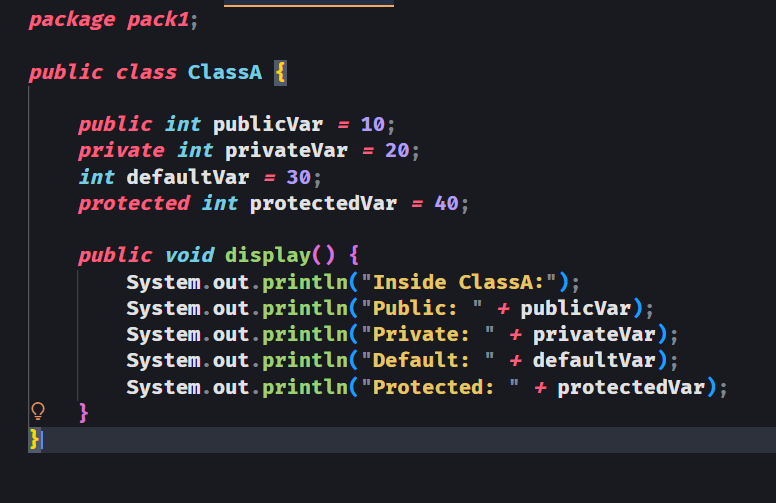 package pack1;
public class ClassA {
public int publicVar = 10;
private int privateVar = 20;
int defaultVar = 30;
protected int protectedVar = 40;
public void display() {
System.out.println("Inside ClassA:");
System.out.println("Public: " + publicVar);
System.out.println("Private: " + privateVar);
System.out.println("Default: " + defaultVar);
System.out.println("Protected: " + protectedVar);
}
}